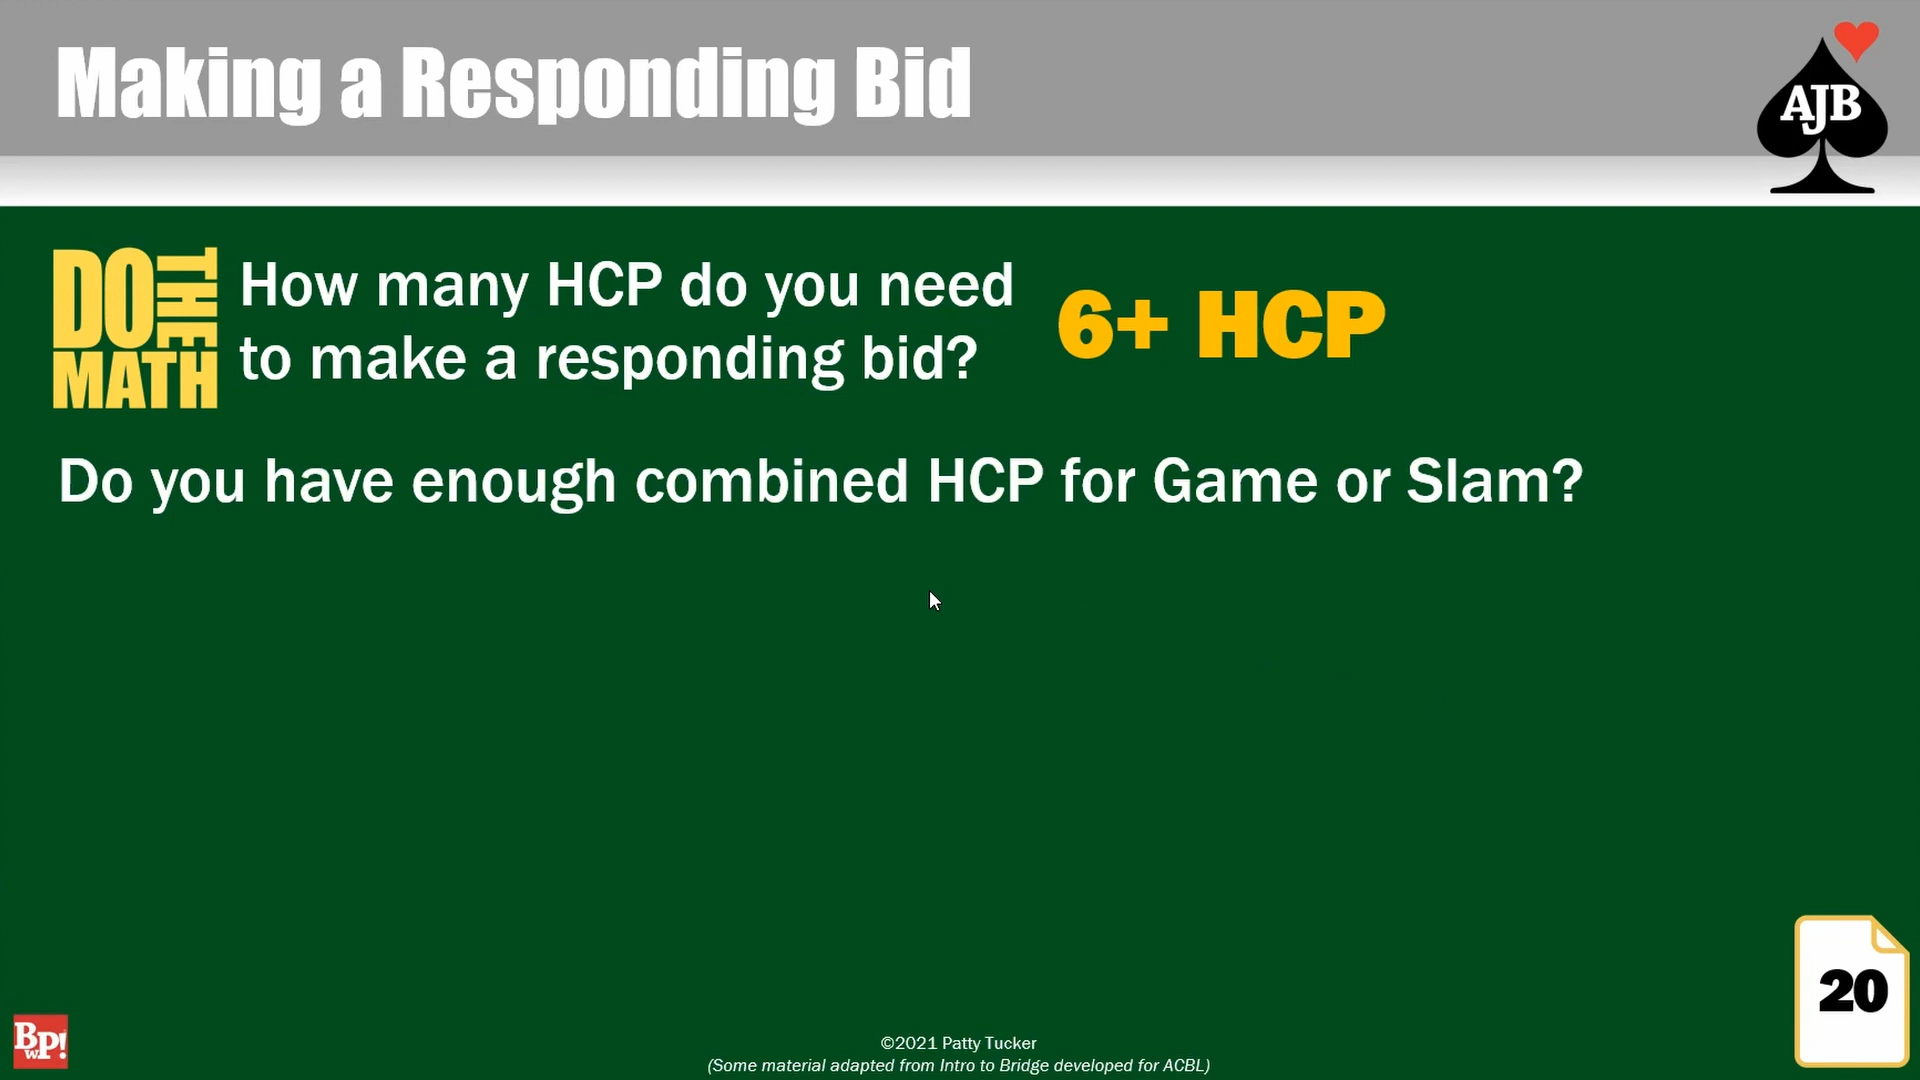 Making a Responding Bid
AJB
DO THE MATH
How many HCP do you need
to make a responding bid?
6+ HCP
Do you have enough combined HCP for Game or Slam?
20
BwP!
©2021 Patty Tucker
(Some material adapted from Intro to Bridge developed for ACBL)